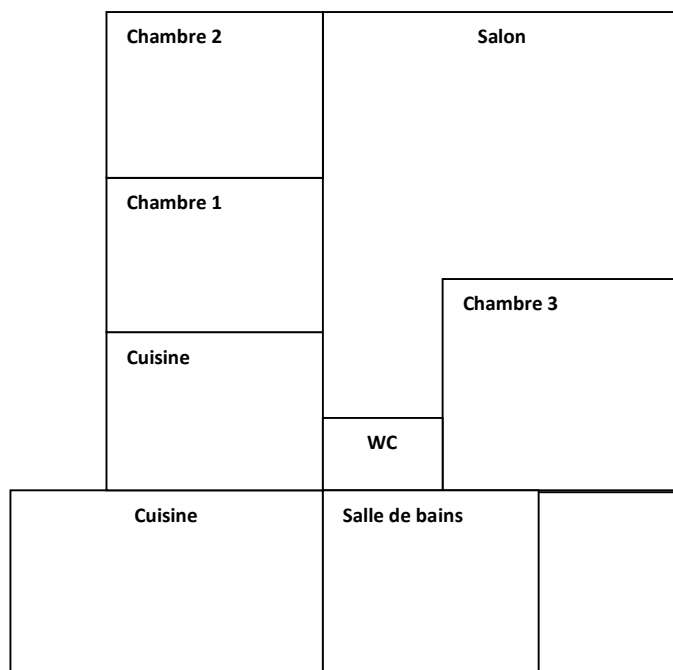 Chambre 2
Salon
Chambre 1
Chambre 3
Cuisine
WC
Cuisine
Salle de bains